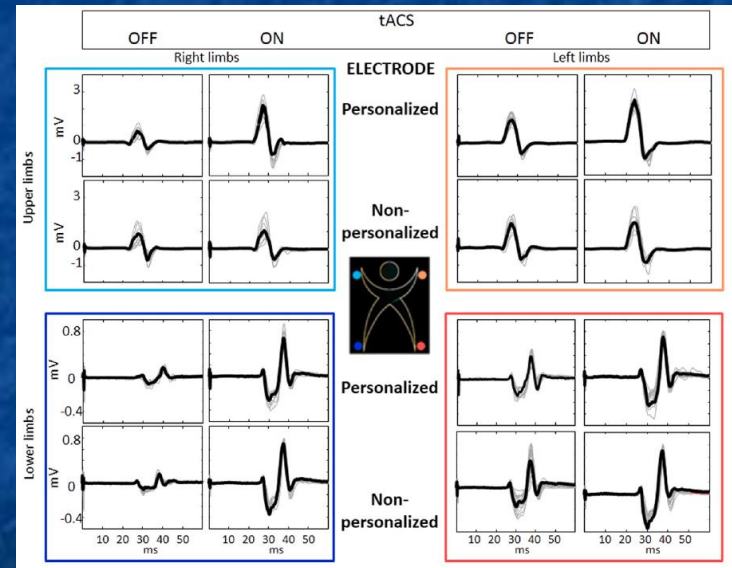 tACS
OFF ON OFF ON
Right limbs Left limbs
ELECTRODE
Upper limbs
mV
3
0
-1
Personalized
mV
3
0
-1
Non-
personalized
Lower limbs
mV
0.8
0
-0.4
Personalized
mV
0.8
0
-0.4
Non-
personalized
10 20 30 40 50 10 20 30 40 50 10 20 30 40 50 10 20 30 40 50
ms ms ms ms